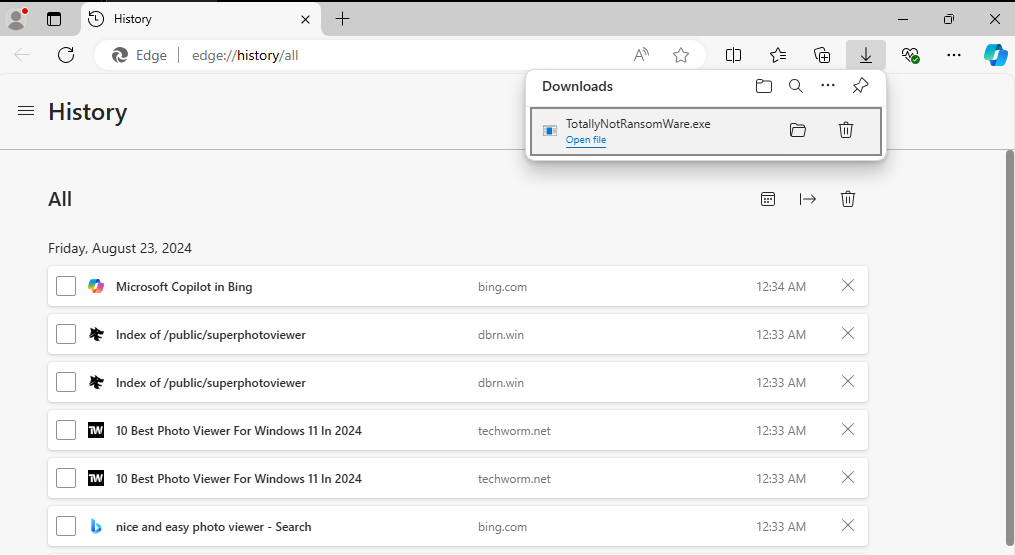 History
Edge
edge://history/all
Downloads
TotallyNotRansomWare.exe
Open file
History
All
Friday, August 23, 2024
Microsoft Copilot in Bing bing.com 12:34 AM
Index of /public/superphotoviewer dbrn.win 12:33 AM
Index of /public/superphotoviewer dbrn.win 12:33 AM
TW 10 Best Photo Viewer For Windows 11 In 2024 techworm.net 12:33 AM
TW 10 Best Photo Viewer For Windows 11 In 2024 techworm.net 12:33 AM
nice and easy photo viewer - Search bing.com 12:33 AM